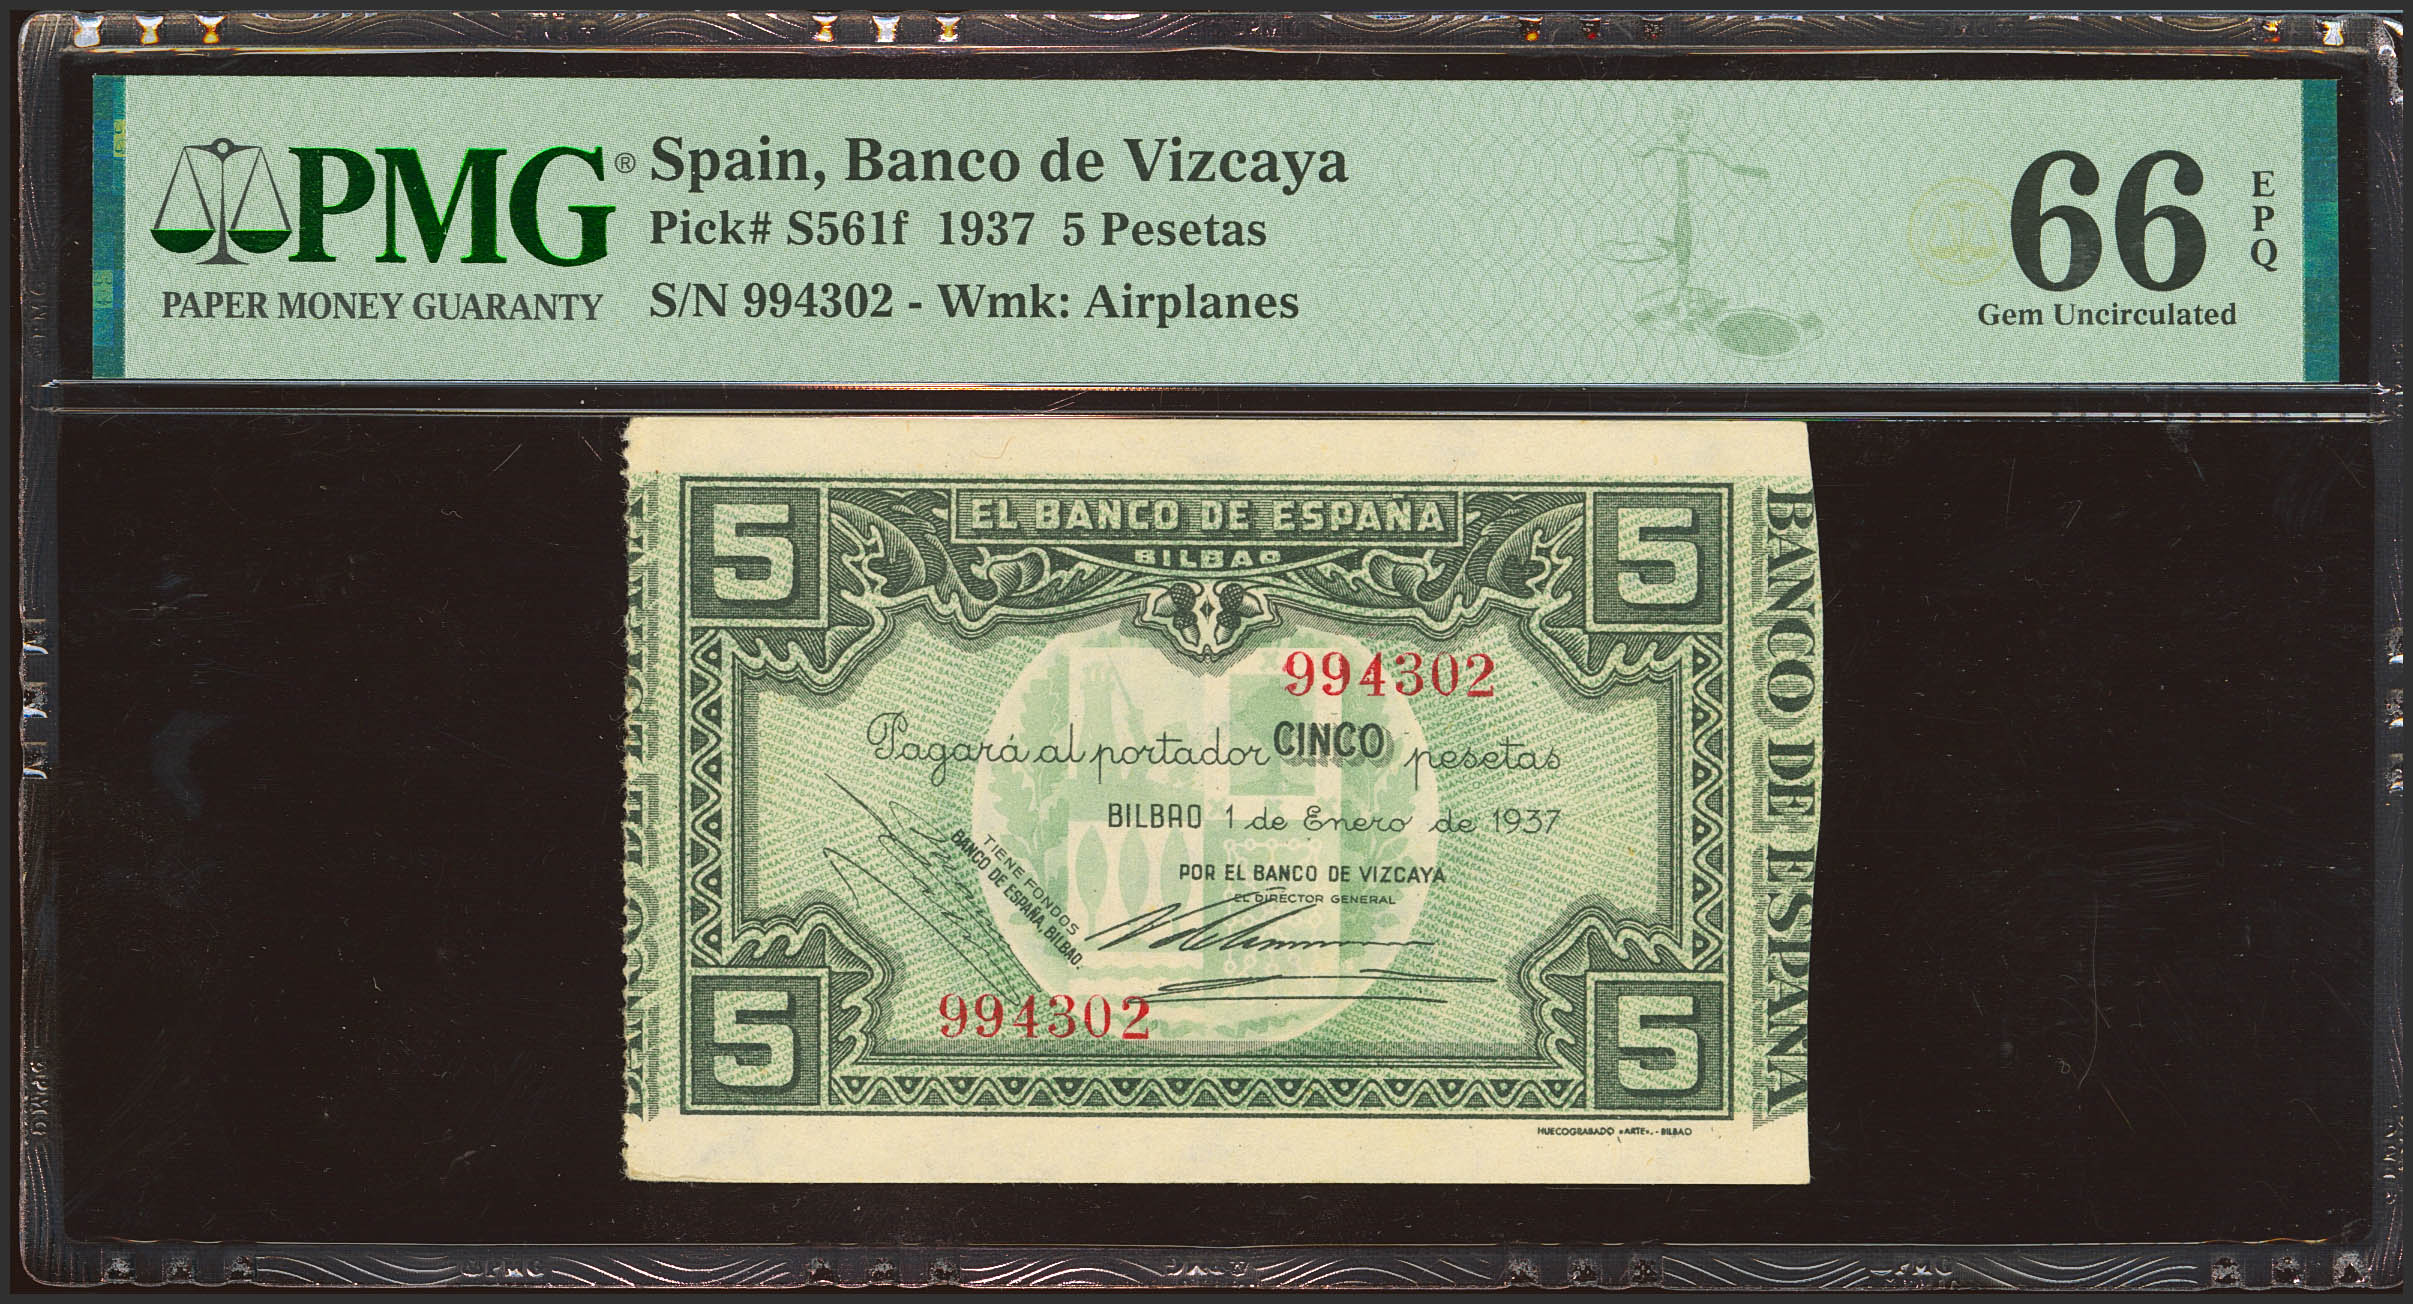 PMG®
PAPER MONEY GUARANTY
Spain, Banco de Vizcaya
Pick# S561f 1937 5 Pesetas
S/N 994302 - Wmk: Airplanes
66
EPQ
Gem Uncirculated
5
EL BANCO DE ESPAÑA
BILBAO
5
994302
Pagará al portador CINCO pesetas
BILBAO 1 de Enero de 1937
TIENE FONDOS
BANCO DE ESPAÑA, BILBAO.
POR EL BANCO DE VIZCAYA
EL DIRECTOR GENERAL
994302
5
5
HUECOGRABADO «ARTE». - BILBAO
BANCO DE ESPAÑA